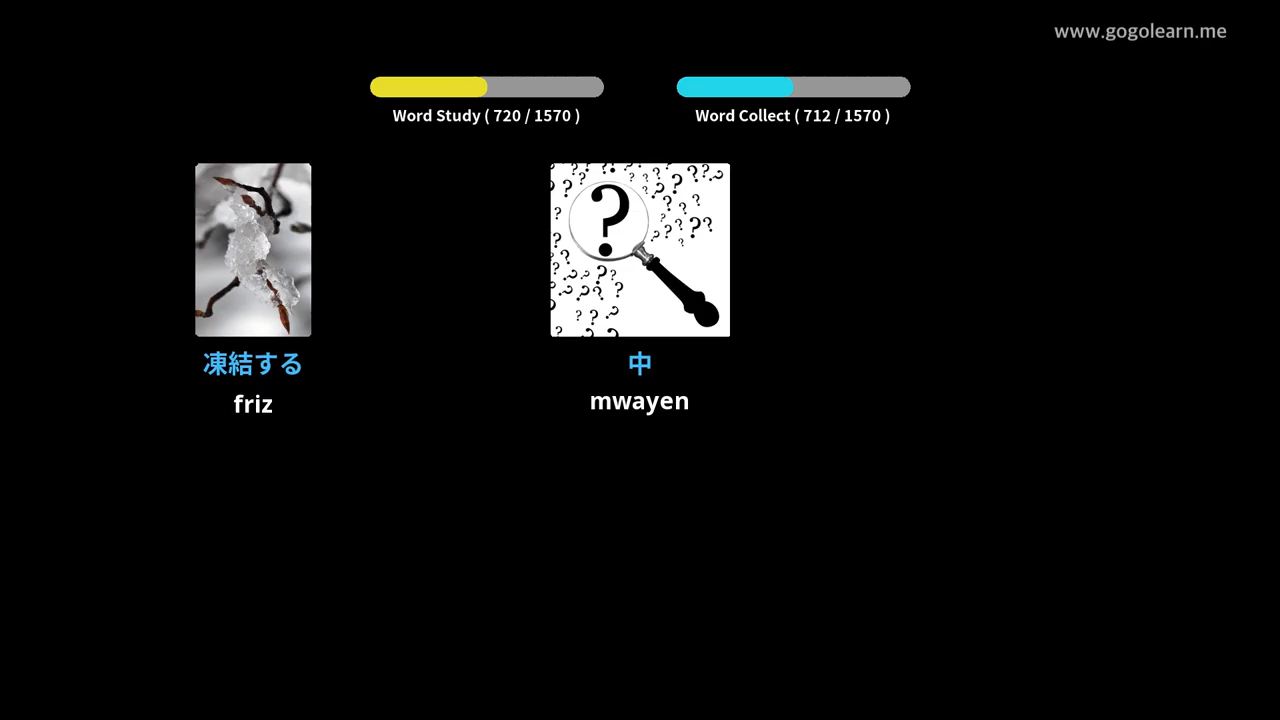 www.gogolearn.me
Word Study ( 720 / 1570 )
Word Collect ( 712 / 1570 )
凍結する
friz
中
mwayen